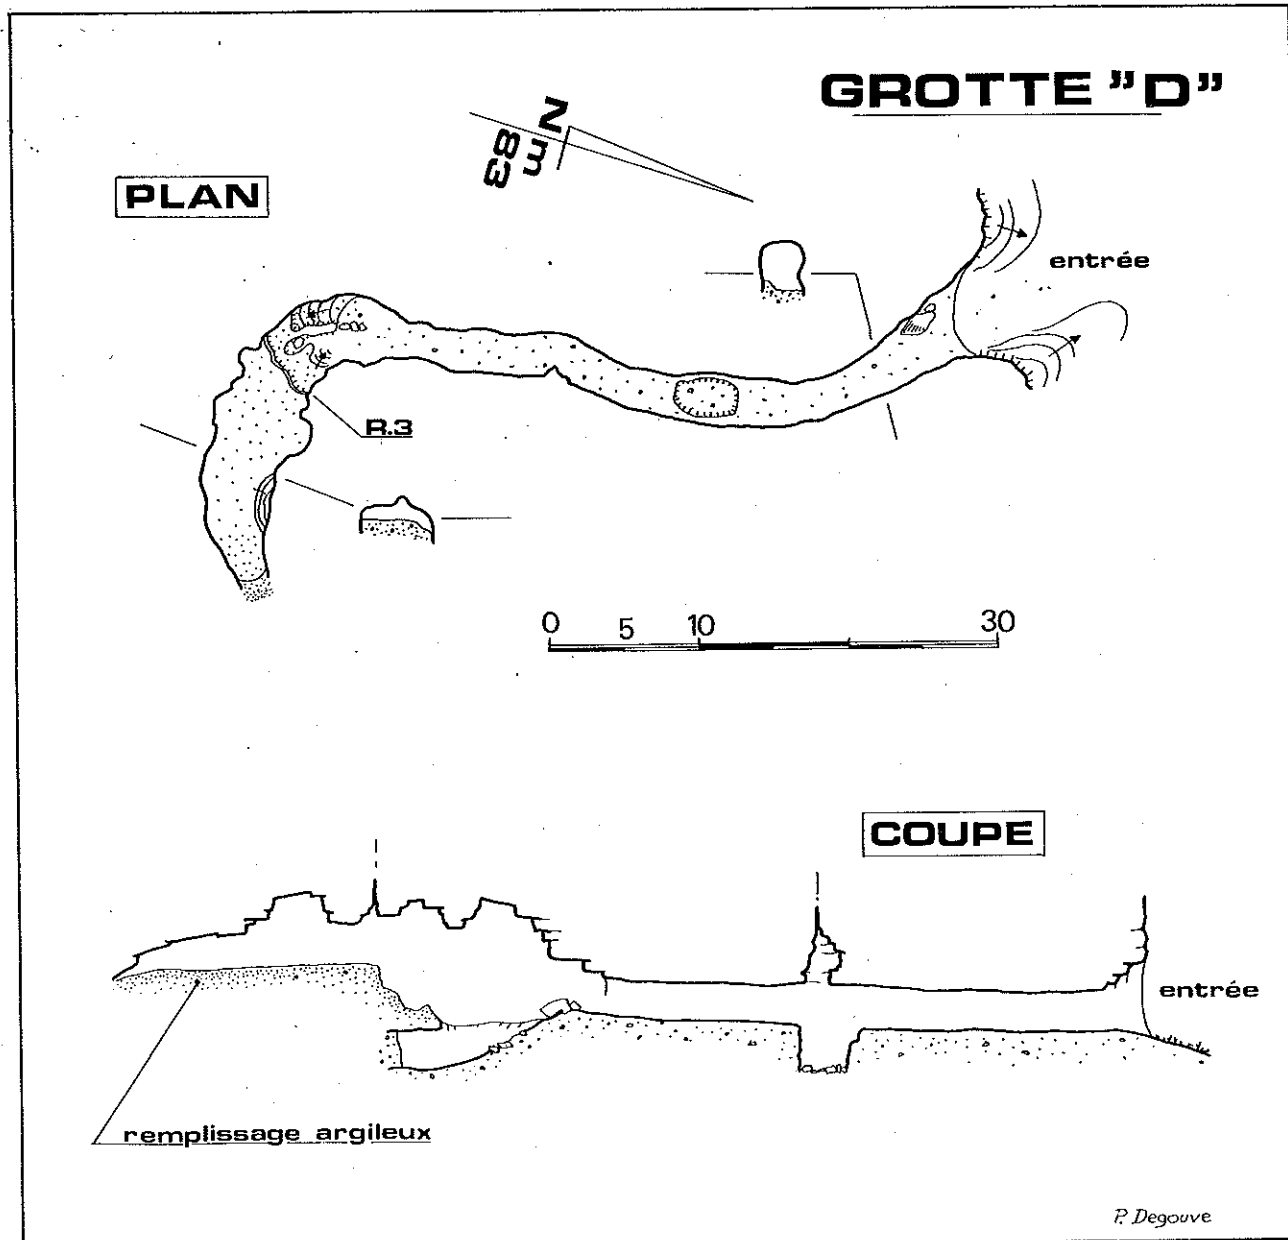 GROTTE "D"
N m 83
PLAN
entrée
R.3
0 5 10 30
COUPE
entrée
remplissage argileux
P. Degouve